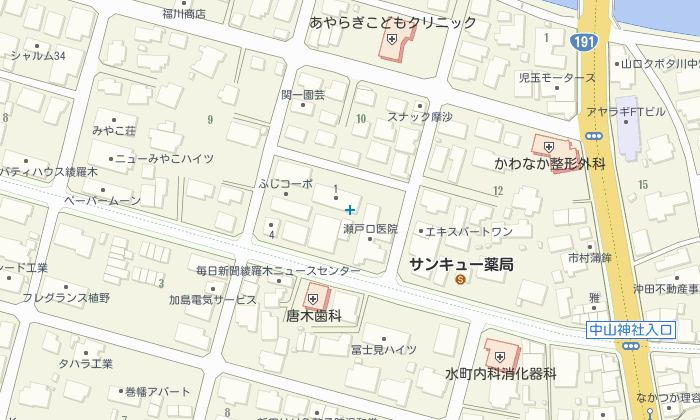 福川商店
あやらぎこどもクリニック
191
1
シャルム34
山口クボタ川中
児玉モータース
関一園芸
スナック摩沙
アヤラギFTビル
8
9
10
みやこ荘
ニューみやこハイツ
かわなか整形外科
パティハウス綾羅木
ペーパームーン
ふじコーポ
1
12
15
4
瀬戸口医院
エキスパートワン
サンキュー薬局
市村蒲鉾
毎日新聞綾羅木ニュースセンター
3
フレグランス植野
加島電気サービス
雅
沖田不動産事
唐木歯科
中山神社入口
冨士見ハイツ
タハラ工業
水町内科消化器科
巻幡アパート
8
なかつか理容
191